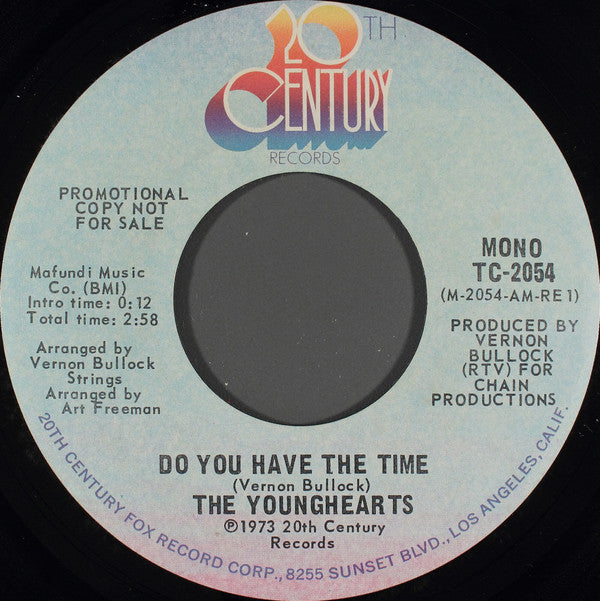 20TH
CENTURY
RECORDS
PROMOTIONAL
COPY NOT
FOR SALE
Mafundi Music
Co. (BMI)
Intro time: 0:12
Total time: 2:58
Arranged by
Vernon Bullock
Strings
Arranged by
Art Freeman
MONO
TC-2054
(M-2054-AM-RE1)
PRODUCED BY
VERNON
BULLOCK
(RTV) FOR
CHAIN
PRODUCTIONS
DO YOU HAVE THE TIME
(Vernon Bullock)
THE YOUNGHEARTS
℗1973 20th Century
Records
20TH CENTURY FOX RECORD CORP., 8255 SUNSET BLVD., LOS ANGELES, CALIF.